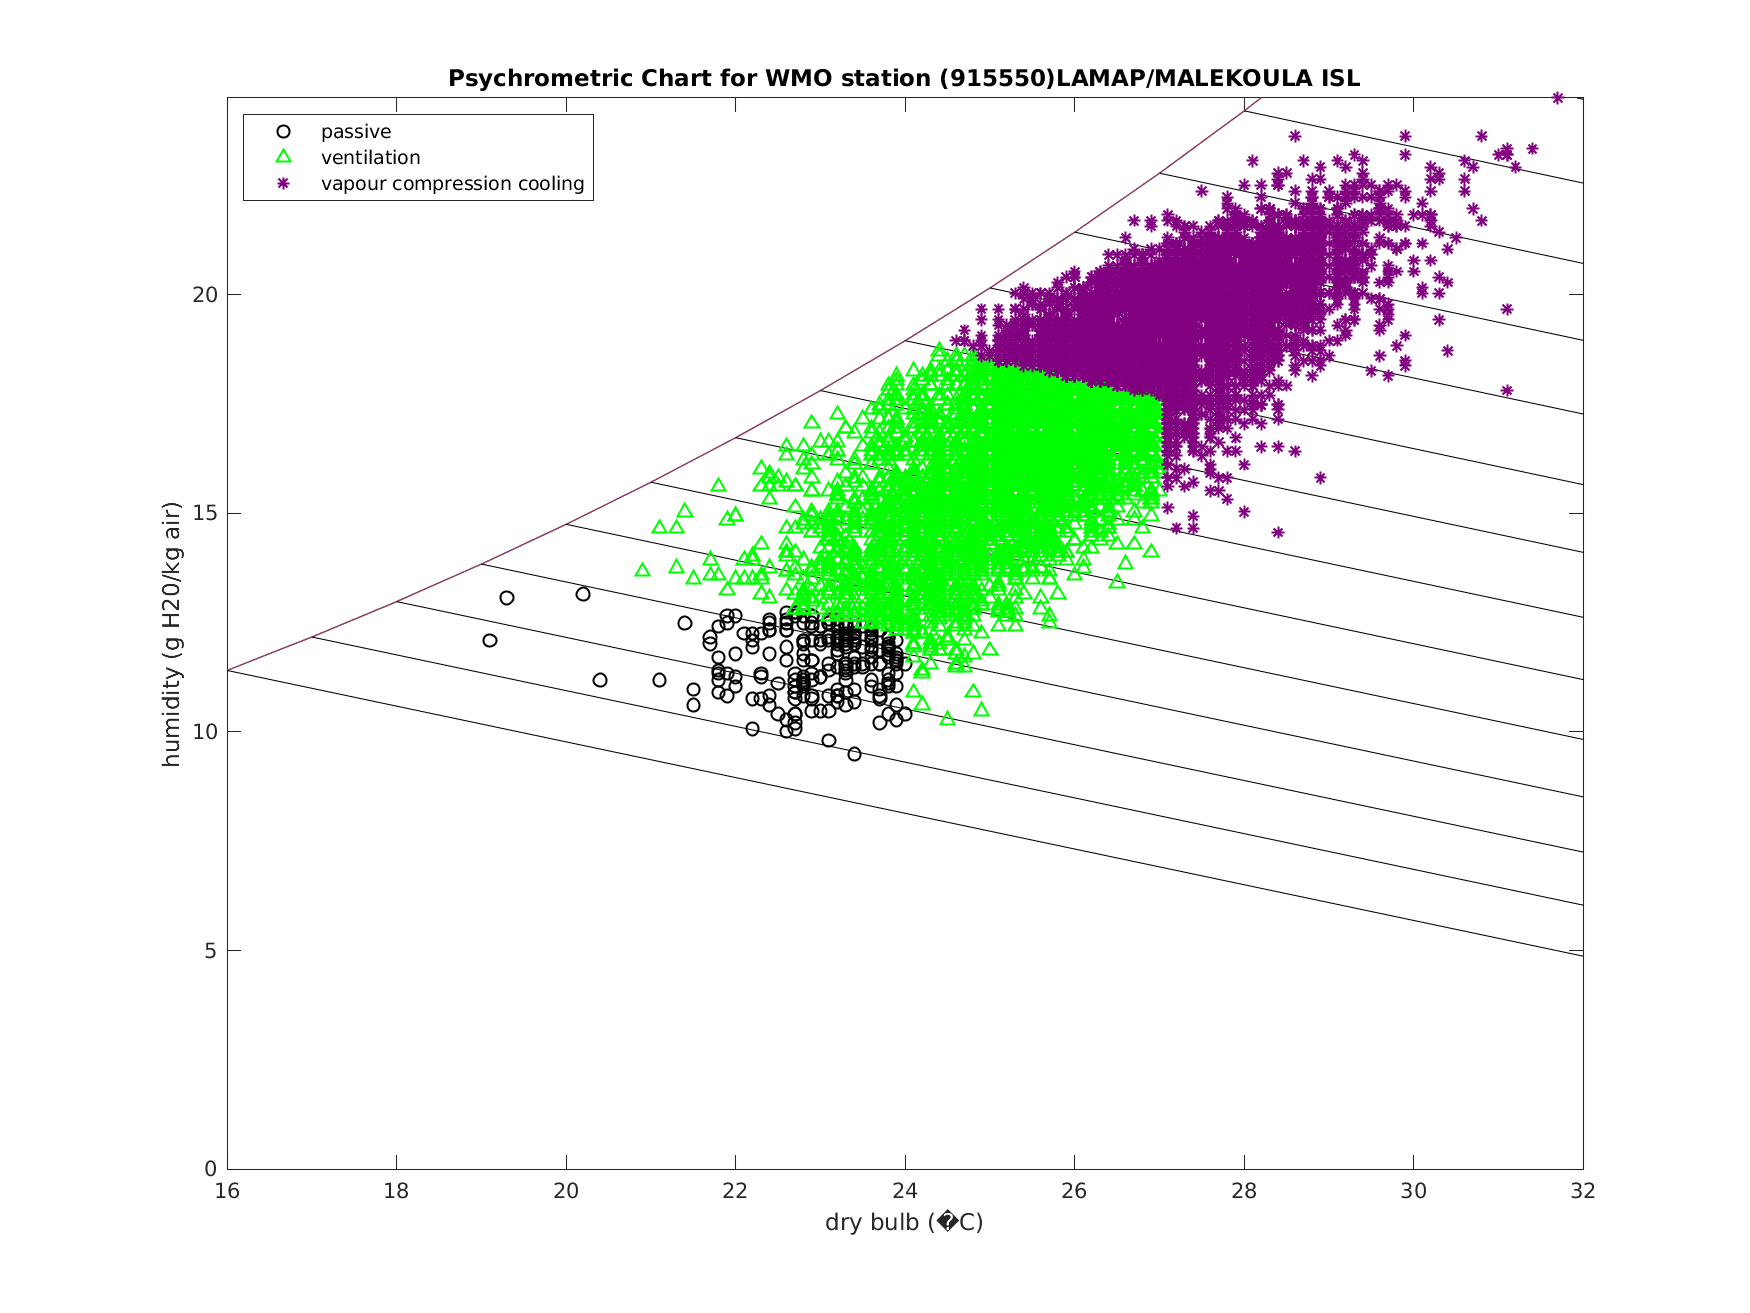 Psychrometric Chart for WMO station (915550)LAMAP/MALEKOULA ISL
passive
ventilation
vapour compression cooling
humidity (g H20/kg air)
20
15
10
5
0
16 18 20 22 24 26 28 30 32
dry bulb (�C)